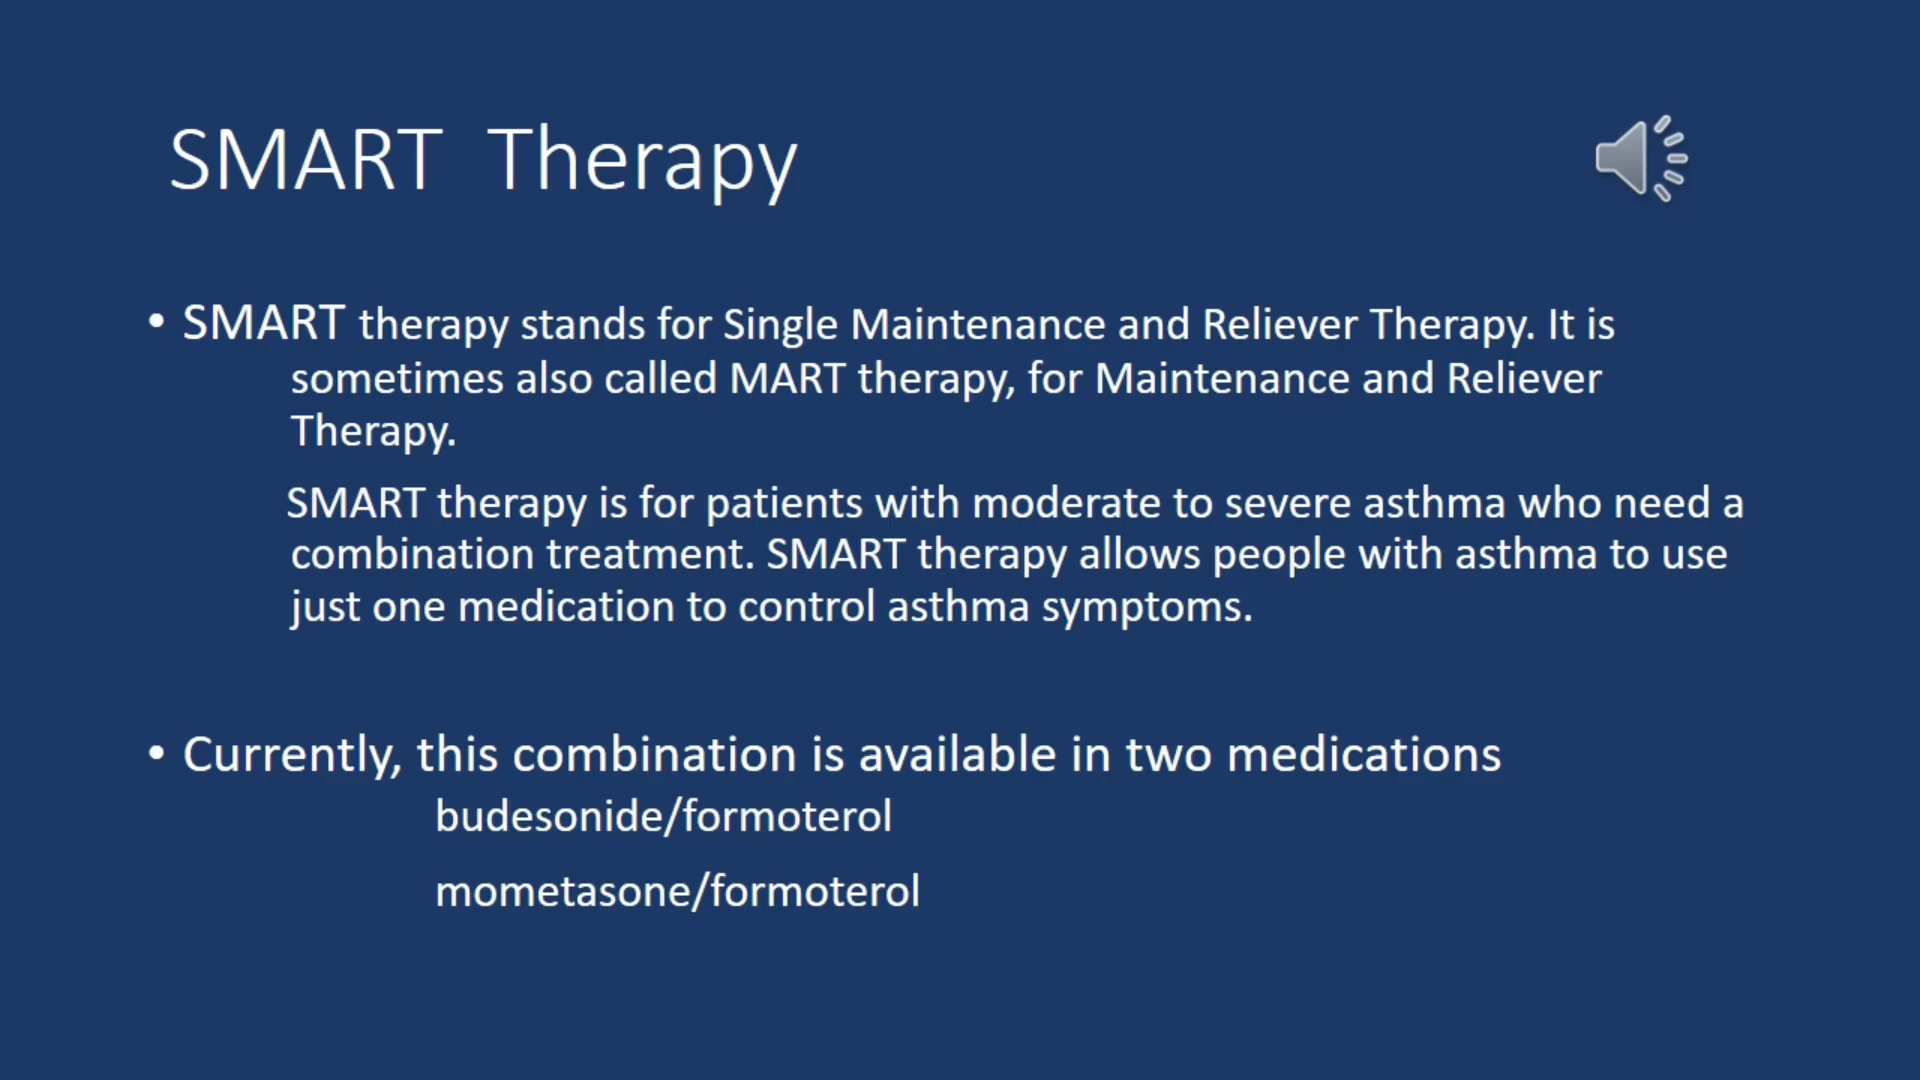 SMART Therapy
• SMART therapy stands for Single Maintenance and Reliever Therapy. It is
sometimes also called MART therapy, for Maintenance and Reliever
Therapy.
SMART therapy is for patients with moderate to severe asthma who need a
combination treatment. SMART therapy allows people with asthma to use
just one medication to control asthma symptoms.
• Currently, this combination is available in two medications
budesonide/formoterol
mometasone/formoterol